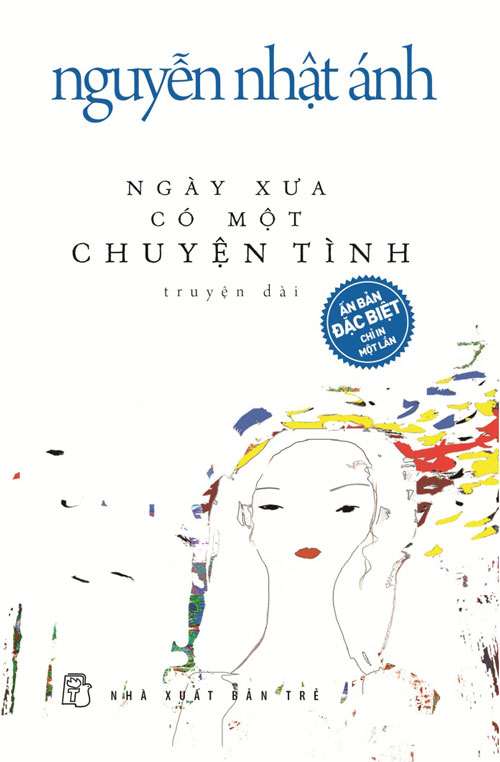 nguyễn nhật ánh
NGÀY XƯA
CÓ MỘT
CHUYỆN TÌNH
truyện dài
ẤN BẢN
ĐẶC BIỆT
CHỈ IN
MỘT LẦN
NHÀ XUẤT BẢN TRẺ